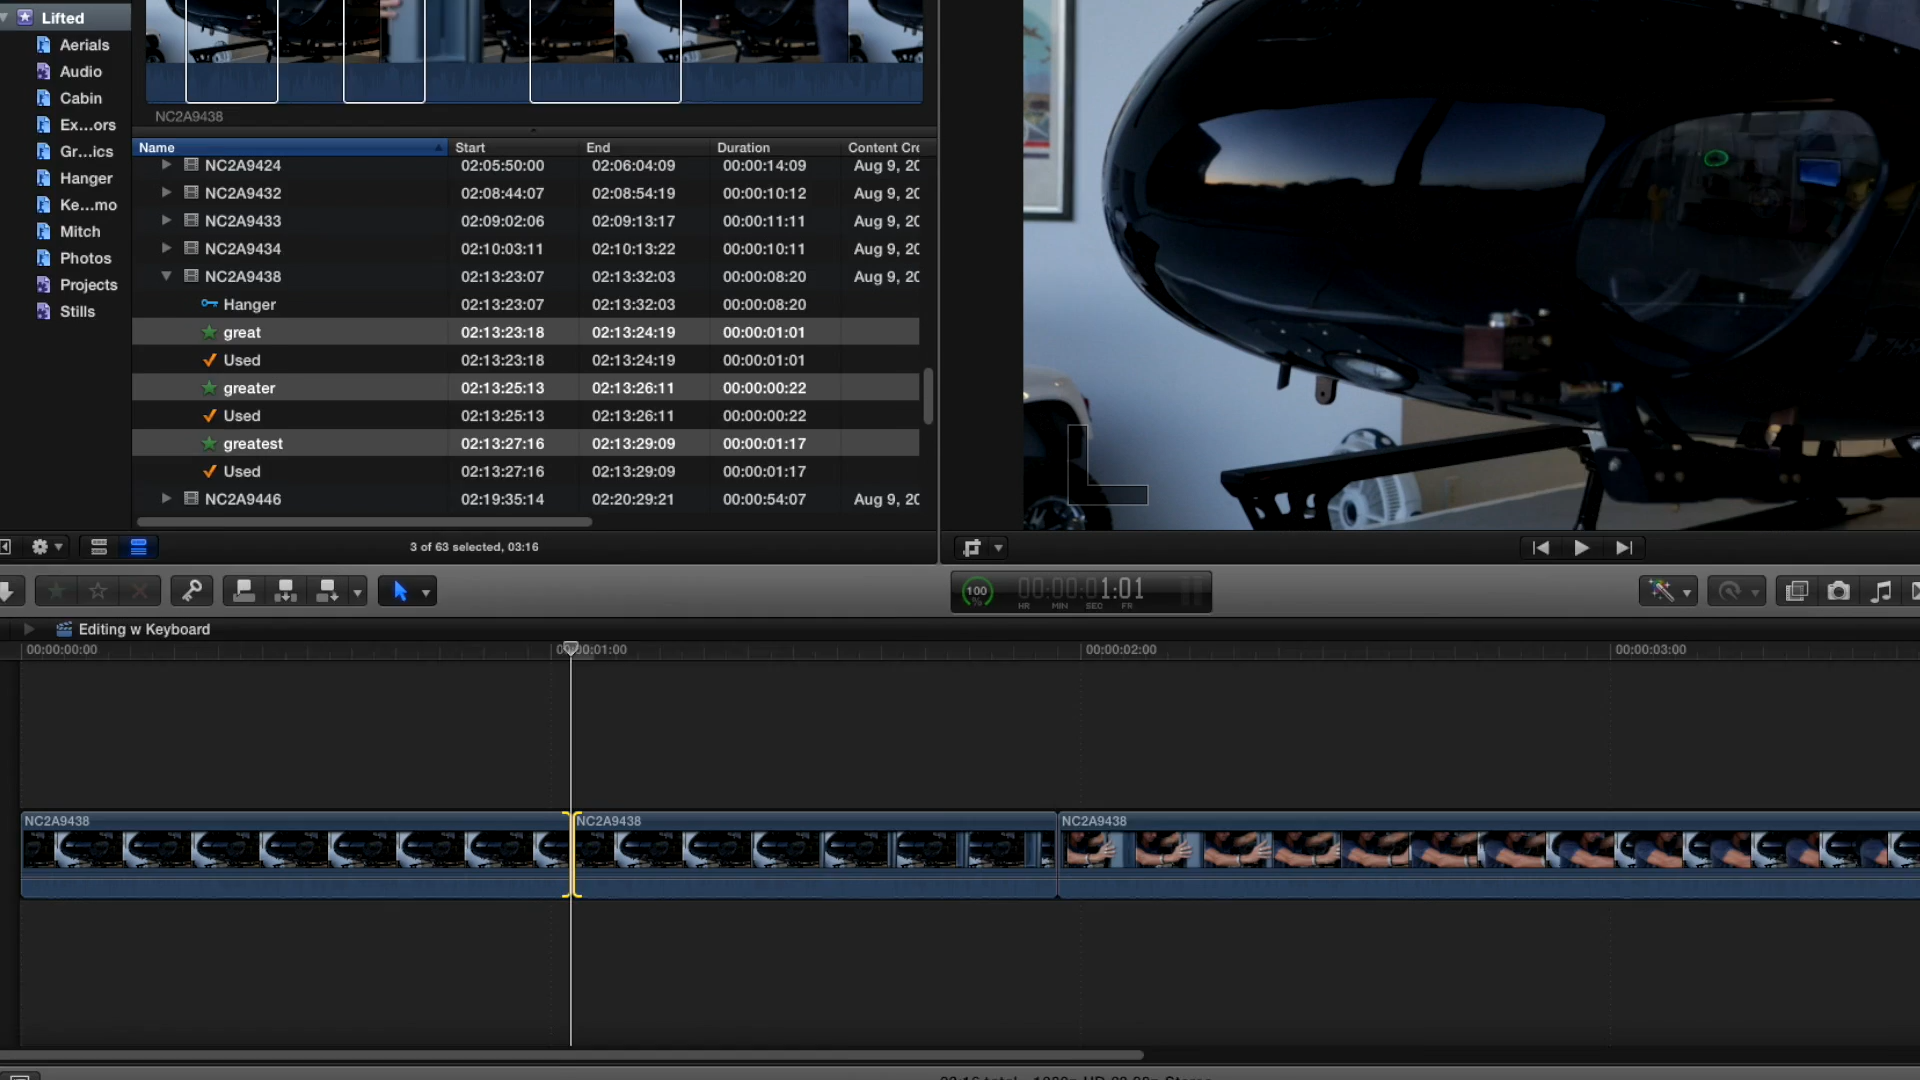 Lifted
Aerials
Audio
Cabin
Ex...ors
Gr...ics
Hanger
Ke...mo
Mitch
Photos
Projects
Stills
NC2A9438
Name Start End Duration Content Cre
NC2A9424 02:05:50:00 02:06:04:09 00:00:14:09 Aug 9, 20
NC2A9432 02:08:44:07 02:08:54:19 00:00:10:12 Aug 9, 20
NC2A9433 02:09:02:06 02:09:13:17 00:00:11:11 Aug 9, 20
NC2A9434 02:10:03:11 02:10:13:22 00:00:10:11 Aug 9, 20
NC2A9438 02:13:23:07 02:13:32:03 00:00:08:20 Aug 9, 20
Hanger 02:13:23:07 02:13:32:03 00:00:08:20
great 02:13:23:18 02:13:24:19 00:00:01:01
Used 02:13:23:18 02:13:24:19 00:00:01:01
greater 02:13:25:13 02:13:26:11 00:00:00:22
Used 02:13:25:13 02:13:26:11 00:00:00:22
greatest 02:13:27:16 02:13:29:09 00:00:01:17
Used 02:13:27:16 02:13:29:09 00:00:01:17
NC2A9446 02:19:35:14 02:20:29:21 00:00:54:07 Aug 9, 20
3 of 63 selected, 03:16
100 % 00:00:01:01
HR MIN SEC FR
Editing w Keyboard
00:00:00:00 00:00:01:00 00:00:02:00 00:00:03:00
NC2A9438 NC2A9438 NC2A9438